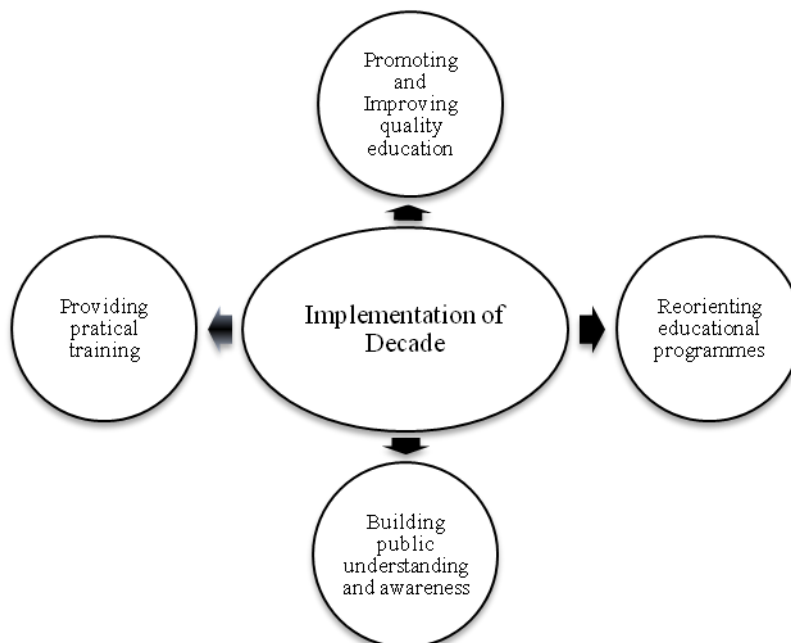 Promoting
and
Improving
quality
education
Providing
pratical
training
Implementation of
Decade
Reorienting
educational
programmes
Building
public
understanding
and awareness